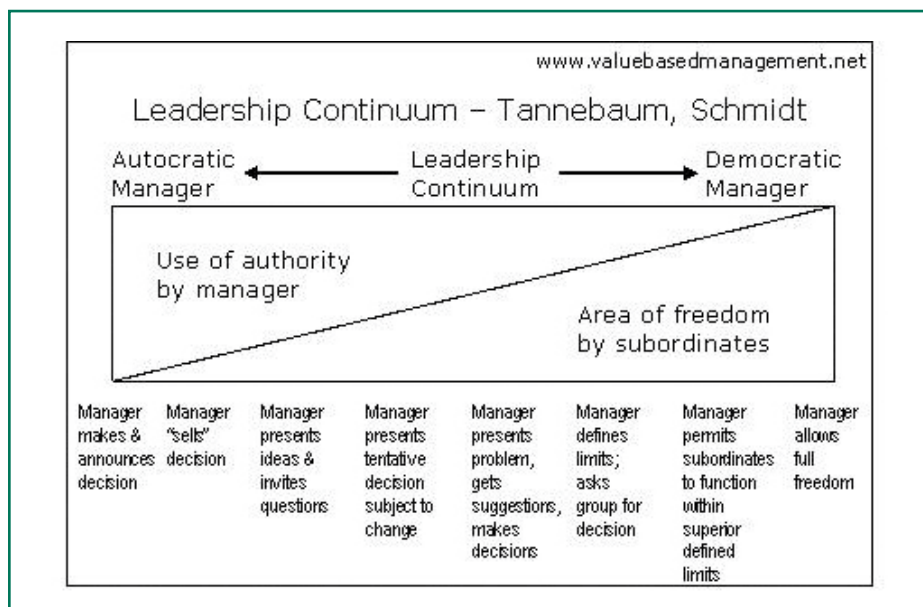 www.valuebasedmanagement.net
Leadership Continuum – Tannebaum, Schmidt
Autocratic
Manager
Leadership
Continuum
Democratic
Manager
Use of authority
by manager
Area of freedom
by subordinates
Manager
makes &
announces
decision
Manager
"sells"
decision
Manager
presents
ideas &
invites
questions
Manager
presents
tentative
decision
subject to
change
Manager
presents
problem,
gets
suggestions,
makes
decisions
Manager
defines
limits;
asks
group for
decision
Manager
permits
subordinates
to function
within
superior
defined
limits
Manager
allows
full
freedom